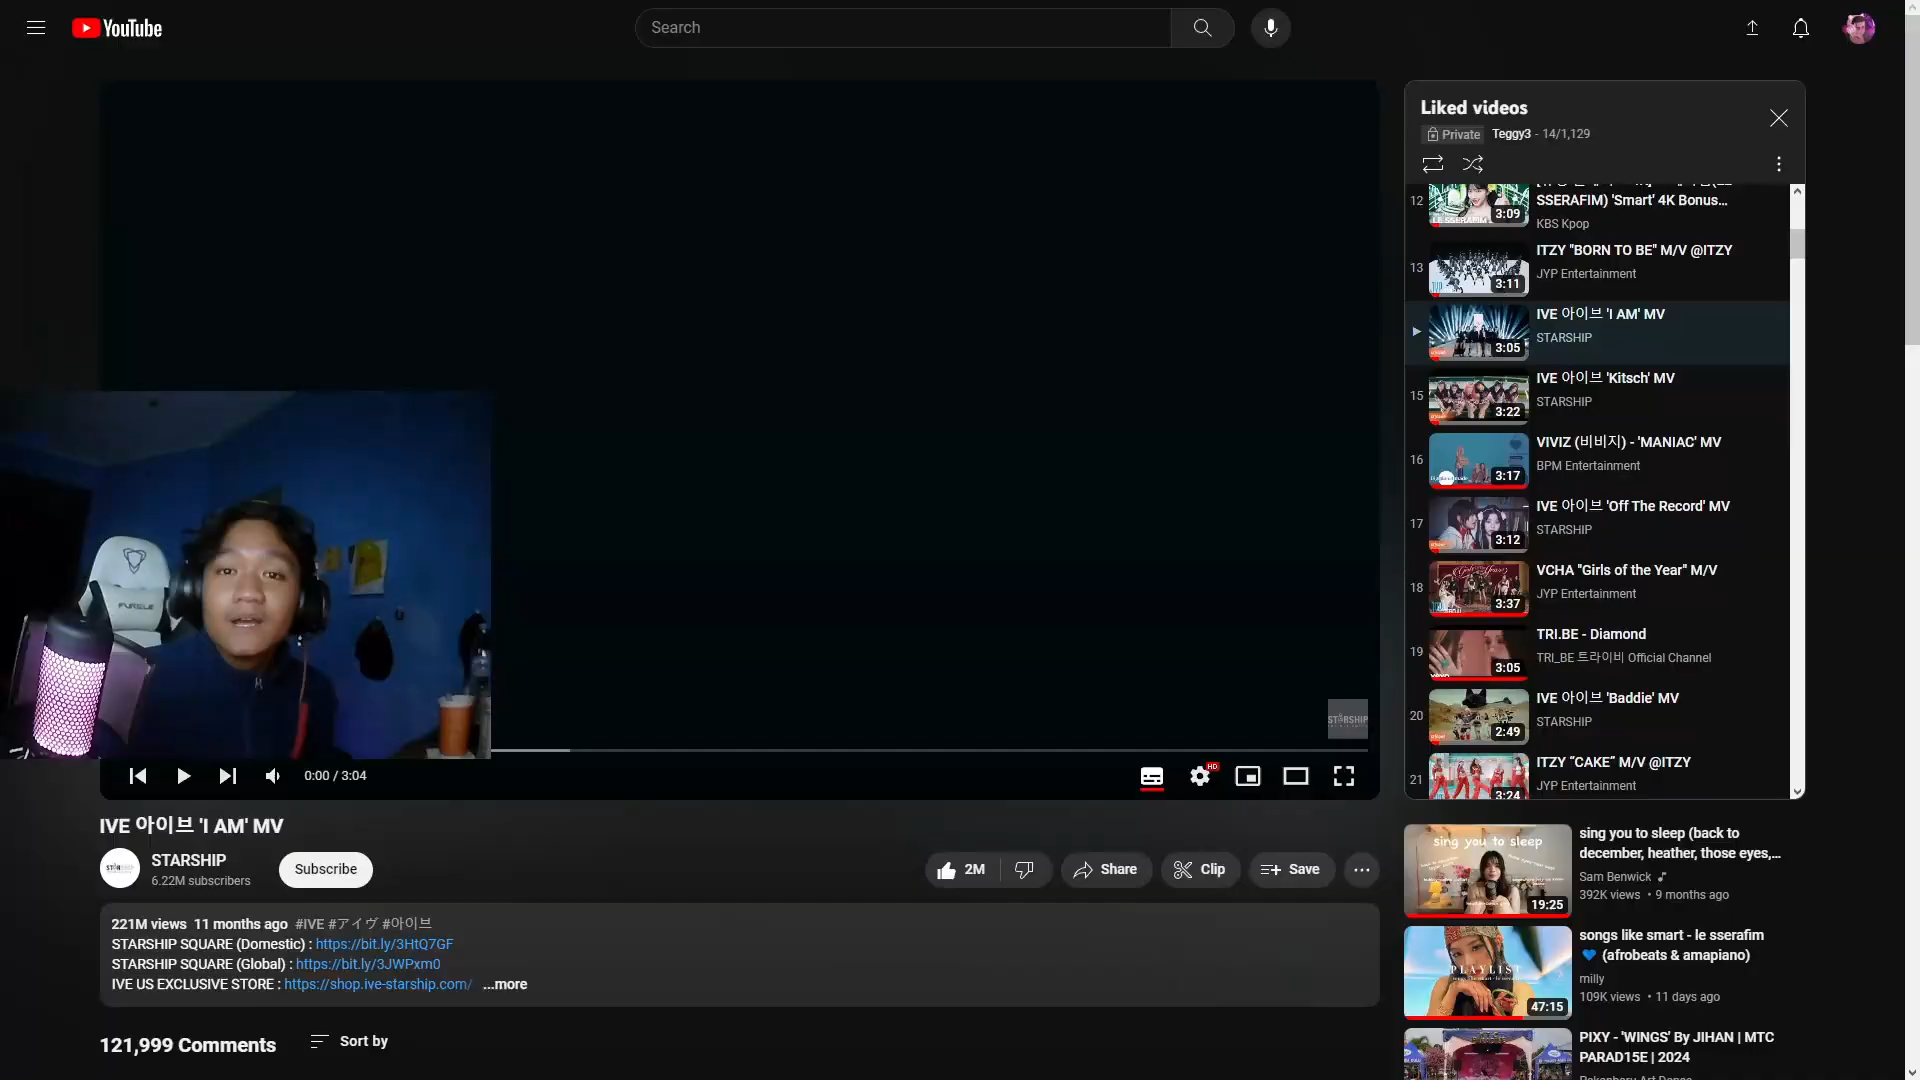 YouTube
Search
STARSHIP
0:00 / 3:04
HD
IVE 아이브 'I AM' MV
STARSHIP
6.22M subscribers
Subscribe
2M
Share
Clip
Save
221M views 11 months ago #IVE #アイヴ #아이브
STARSHIP SQUARE (Domestic) : https://bit.ly/3HtQ7GF
STARSHIP SQUARE (Global) : https://bit.ly/3JWPxm0
IVE US EXCLUSIVE STORE : https://shop.ive-starship.com/ ...more
121,999 Comments
Sort by
Liked videos
Private Teggy3 - 14/1,129
12
3:09
SSERAFIM) 'Smart' 4K Bonus...
KBS Kpop
13
3:11
ITZY "BORN TO BE" M/V @ITZY
JYP Entertainment
3:05
IVE 아이브 'I AM' MV
STARSHIP
15
3:22
IVE 아이브 'Kitsch' MV
STARSHIP
16
3:17
VIVIZ (비비지) - 'MANIAC' MV
BPM Entertainment
17
3:12
IVE 아이브 'Off The Record' MV
STARSHIP
18
3:37
VCHA "Girls of the Year" M/V
JYP Entertainment
19
3:05
TRI.BE - Diamond
TRI_BE 트라이비 Official Channel
20
2:49
IVE 아이브 'Baddie' MV
STARSHIP
21
3:24
ITZY “CAKE” M/V @ITZY
JYP Entertainment
sing you to sleep
19:25
sing you to sleep (back to
december, heather, those eyes,...
Sam Benwick
392K views • 9 months ago
PLAYLIST
47:15
songs like smart - le sserafim
💙 (afrobeats & amapiano)
milly
109K views • 11 days ago
PIXY - 'WINGS' By JIHAN | MTC
PARAD15E | 2024